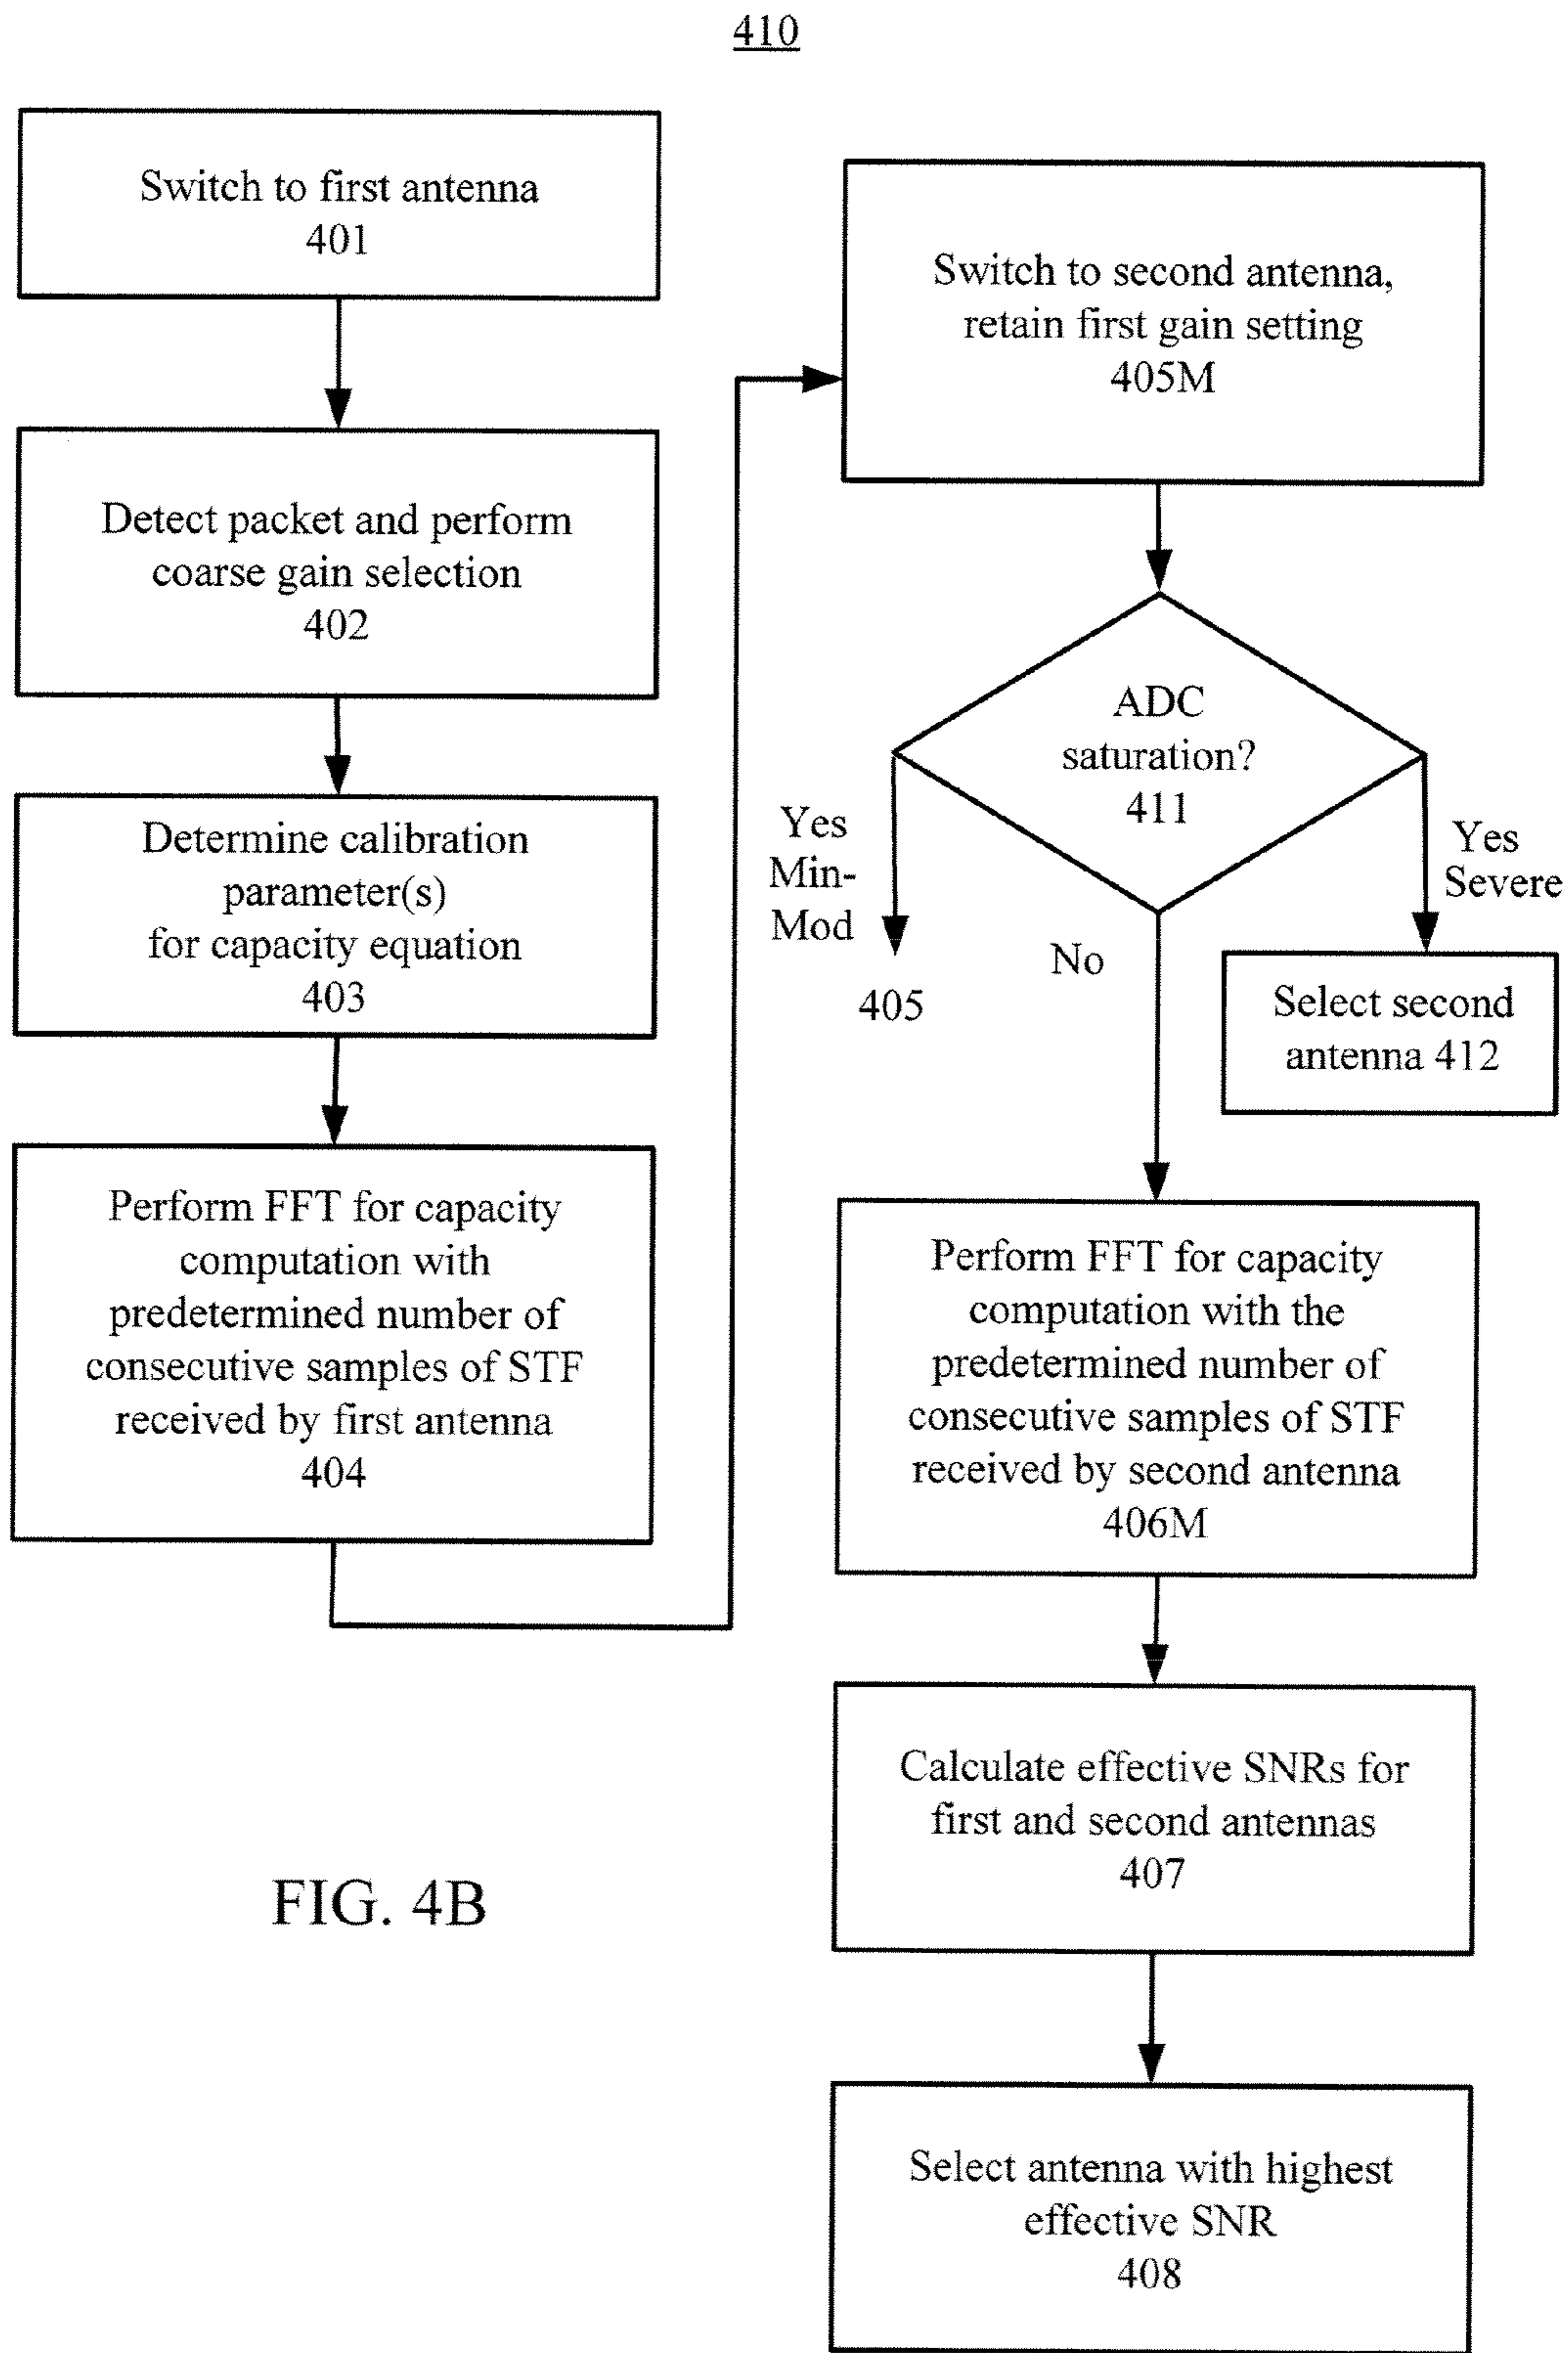 410
Switch to first antenna
401
Detect packet and perform
coarse gain selection
402
Determine calibration
parameter(s)
for capacity equation
403
Perform FFT for capacity
computation with
predetermined number of
consecutive samples of STF
received by first antenna
404
Switch to second antenna,
retain first gain setting
405M
ADC
saturation?
411
Yes
Min-
Mod
405
No
Yes
Severe
Select second
antenna 412
Perform FFT for capacity
computation with the
predetermined number of
consecutive samples of STF
received by second antenna
406M
Calculate effective SNRs for
first and second antennas
407
Select antenna with highest
effective SNR
408
FIG. 4B